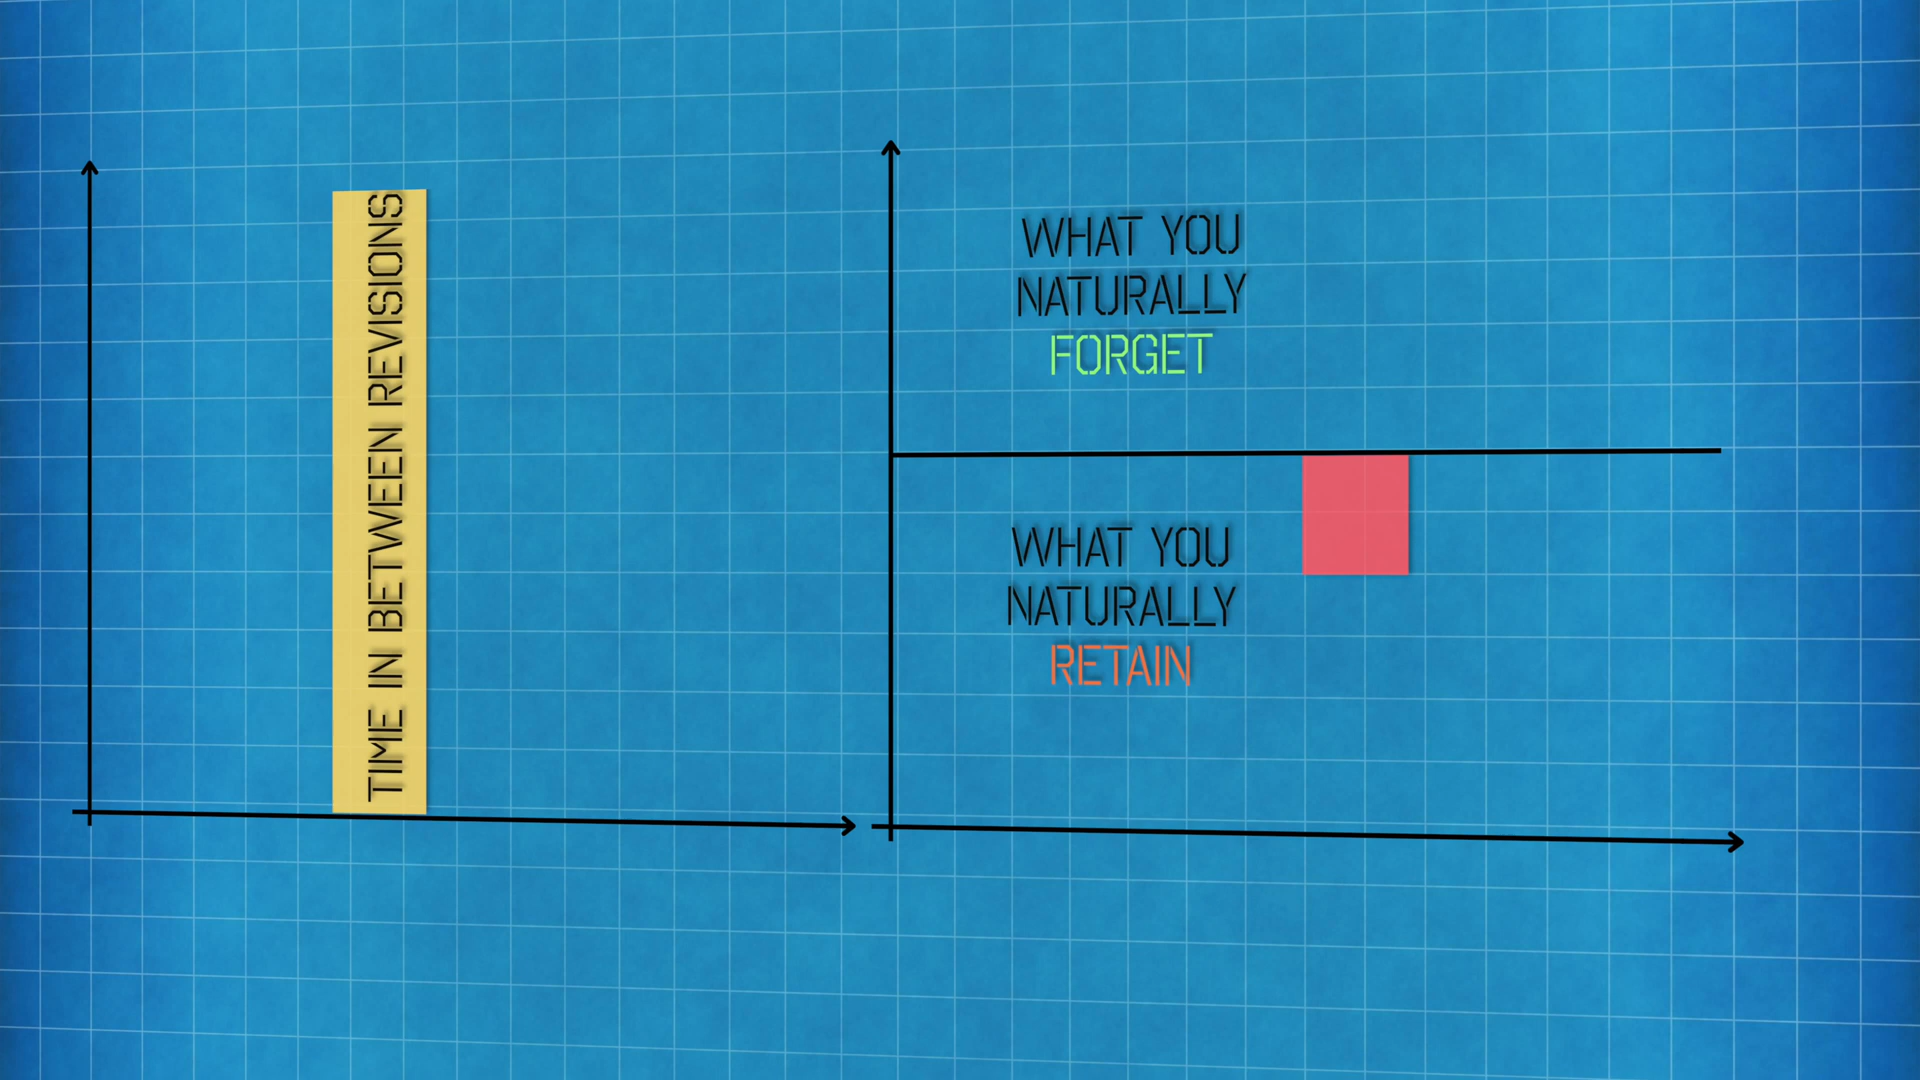 TIME IN BETWEEN REVISIONS
WHAT YOU
NATURALLY
FORGET
WHAT YOU
NATURALLY
RETAIN